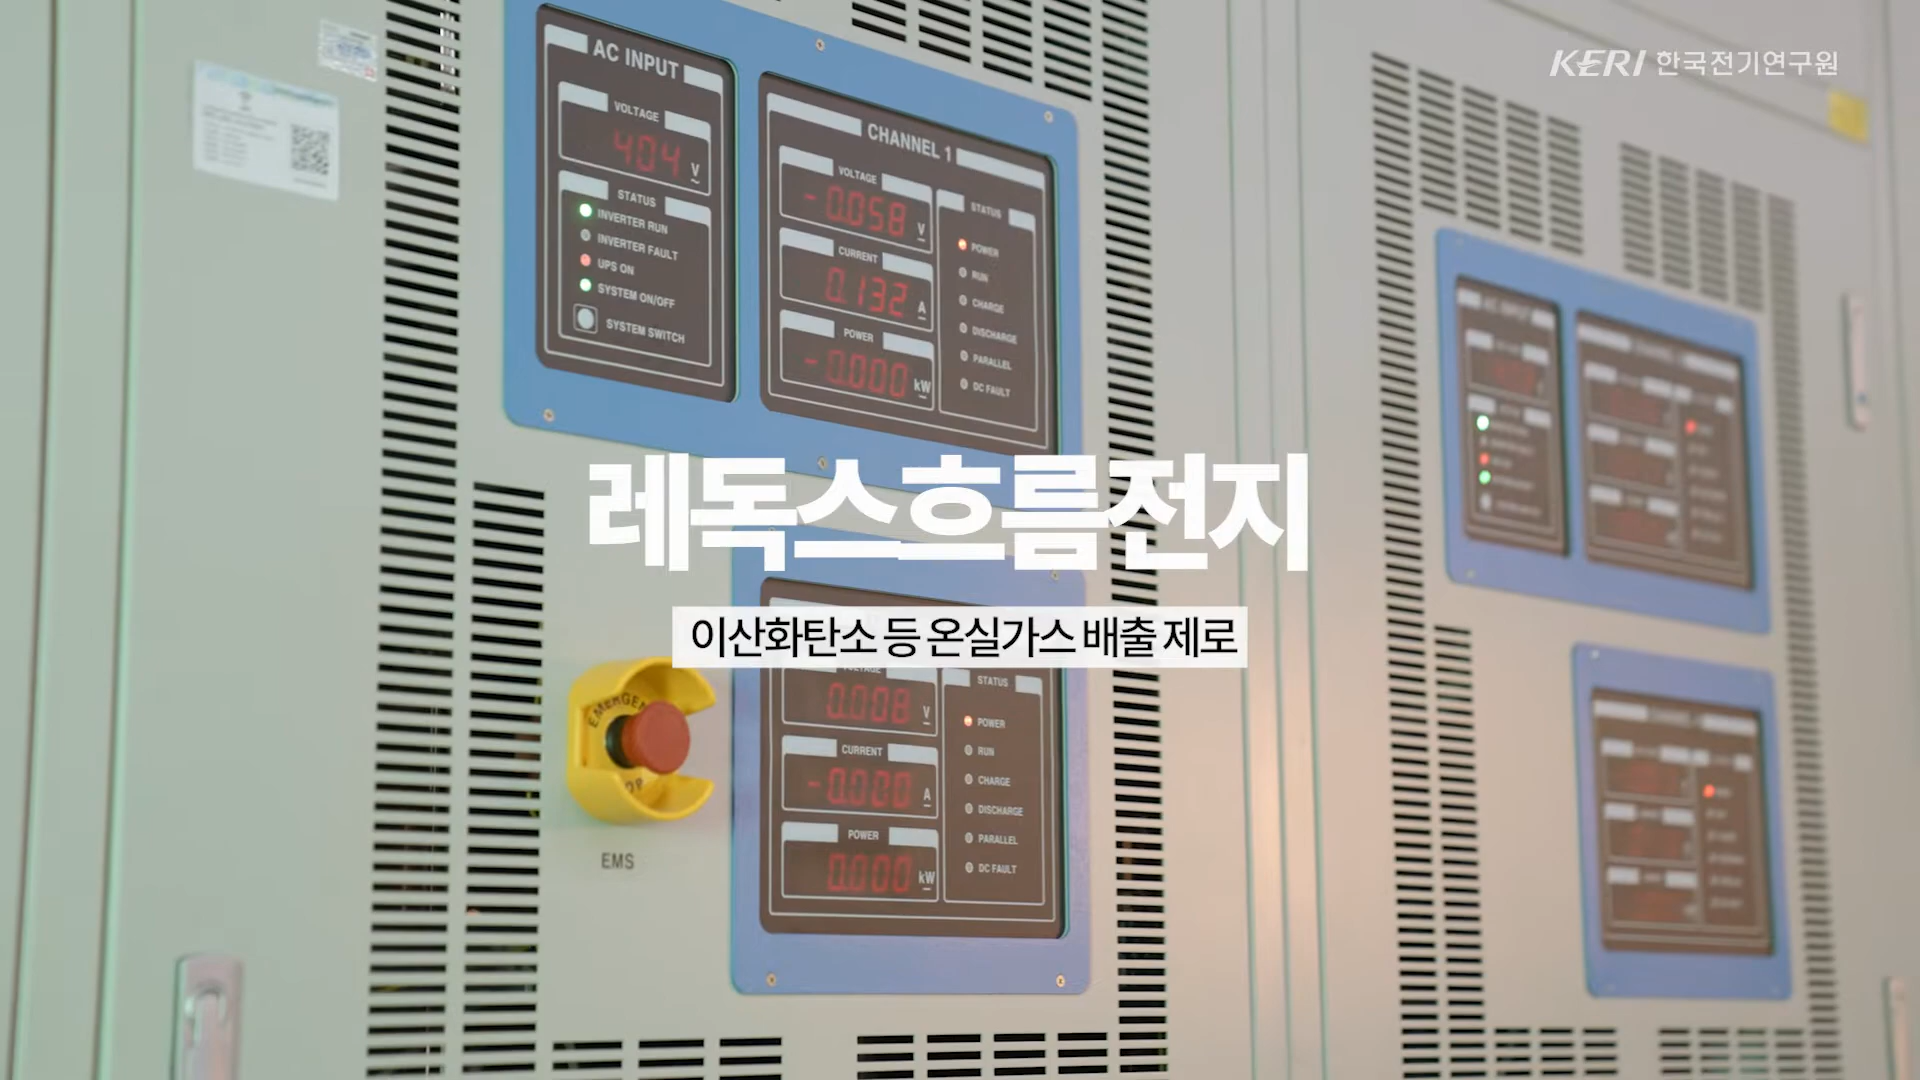 KERI 한국전기연구원
AC INPUT
VOLTAGE
404 V
STATUS
INVERTER RUN
INVERTER FAULT
UPS ON
SYSTEM ON/OFF
SYSTEM SWITCH
CHANNEL 1
VOLTAGE
-0.058 V
CURRENT
0.132 A
POWER
-0.000 kW
STATUS
POWER
RUN
CHARGE
DISCHARGE
PARALLEL
DC FAULT
레독스흐름전지
이산화탄소 등 온실가스 배출 제로
VOLTAGE
0.008 V
CURRENT
-0.000 A
POWER
0.000 kW
STATUS
POWER
RUN
CHARGE
DISCHARGE
PARALLEL
DC FAULT
EMS